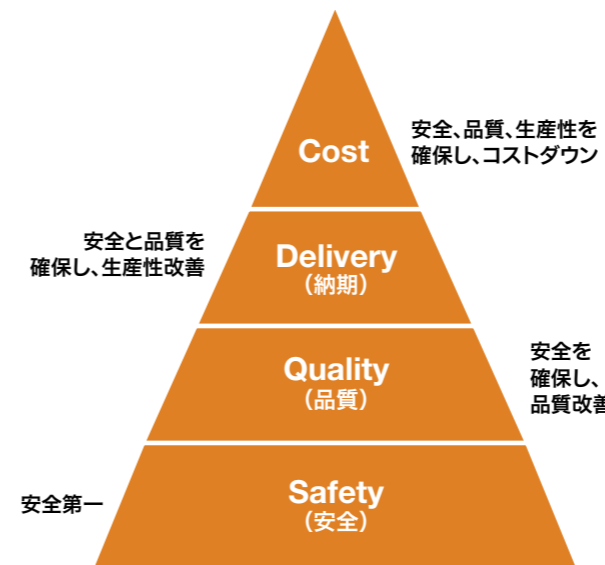 Cost
安全、品質、生産性を
確保し、コストダウン
安全と品質を
確保し、生産性改善
Delivery
（納期）
Quality
（品質）
安全を
確保し、
品質改善
Safety
（安全）
安全第一